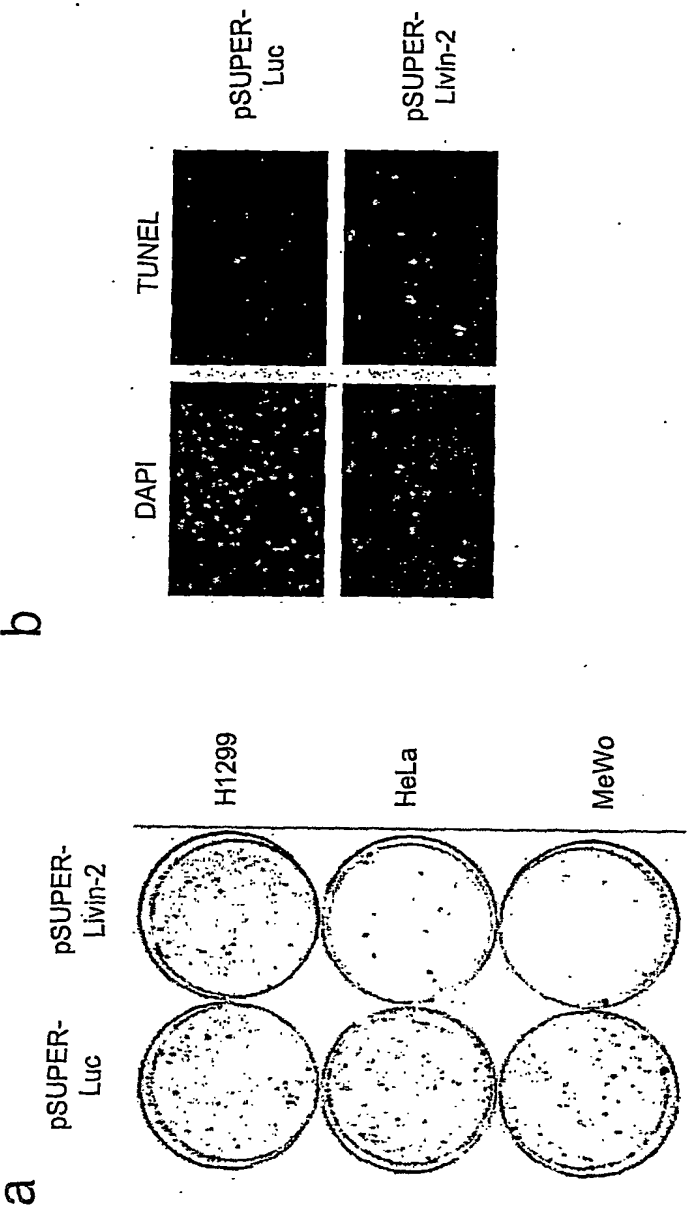 a
pSUPER-
Luc
pSUPER-
Livin-2
H1299
HeLa
MeWo
b
DAPI
TUNEL
pSUPER-
Luc
pSUPER-
Livin-2